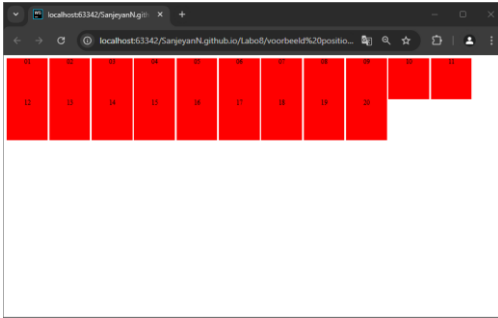 localhost:63342/SanjeyanN.gith
localhost:63342/SanjeyanN.github.io/Labo8/voorbeeld%20positio...
01 02 03 04 05 06 07 08 09 10 11
12 13 14 15 16 17 18 19 20